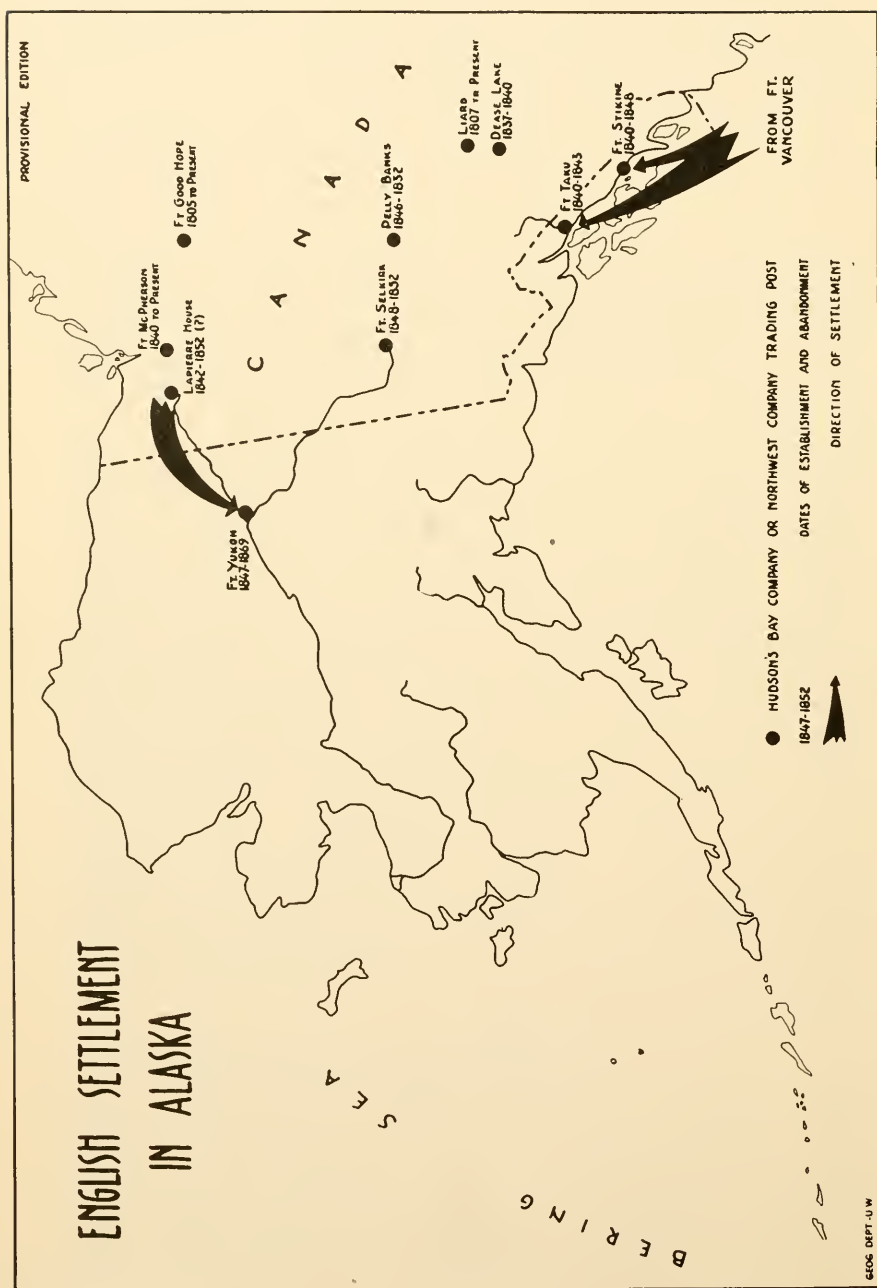 PROVISIONAL EDITION
ENGLISH SETTLEMENT
IN ALASKA
FT MCPHERSON
1840 TO PRESENT
LAPIERRE HOUSE
1842-1852 (?)
FT GOOD HOPE
1805 TO PRESENT
FT. YUKON
1847-1869
CANADA
FT. SELKIRK
1848-1852
PELLY BANKS
1846-1852
LIARD
1807 TO PRESENT
DEASE LAKE
1837-1840
FT TAKU
1840-1843
FT. STIKINE
1840-1848
FROM FT.
VANCOUVER
BERING SEA
HUDSON'S BAY COMPANY OR NORTHWEST COMPANY TRADING POST
1847-1852 DATES OF ESTABLISHMENT AND ABANDONMENT
DIRECTION OF SETTLEMENT
GEOG DEPT-UW